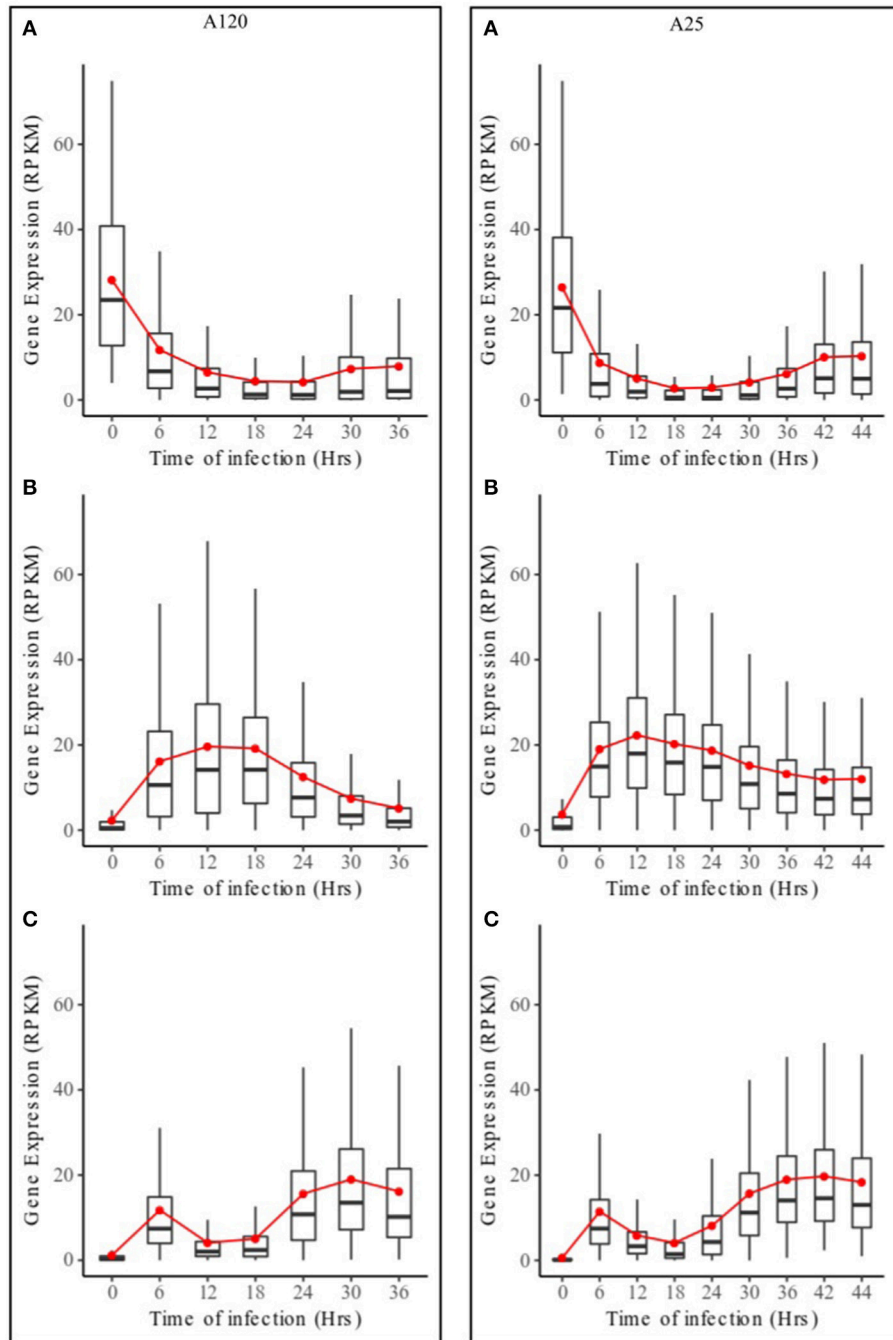 A
A120
Gene Expression (RPKM)
60
40
20
0
0 6 12 18 24 30 36
Time of infection (Hrs)
B
Gene Expression (RPKM)
60
40
20
0
0 6 12 18 24 30 36
Time of infection (Hrs)
C
Gene Expression (RPKM)
60
40
20
0
0 6 12 18 24 30 36
Time of infection (Hrs)
A
A25
Gene Expression (RPKM)
60
40
20
0
0 6 12 18 24 30 36 42 44
Time of infection (Hrs)
B
Gene Expression (RPKM)
60
40
20
0
0 6 12 18 24 30 36 42 44
Time of infection (Hrs)
C
Gene Expression (RPKM)
60
40
20
0
0 6 12 18 24 30 36 42 44
Time of infection (Hrs)